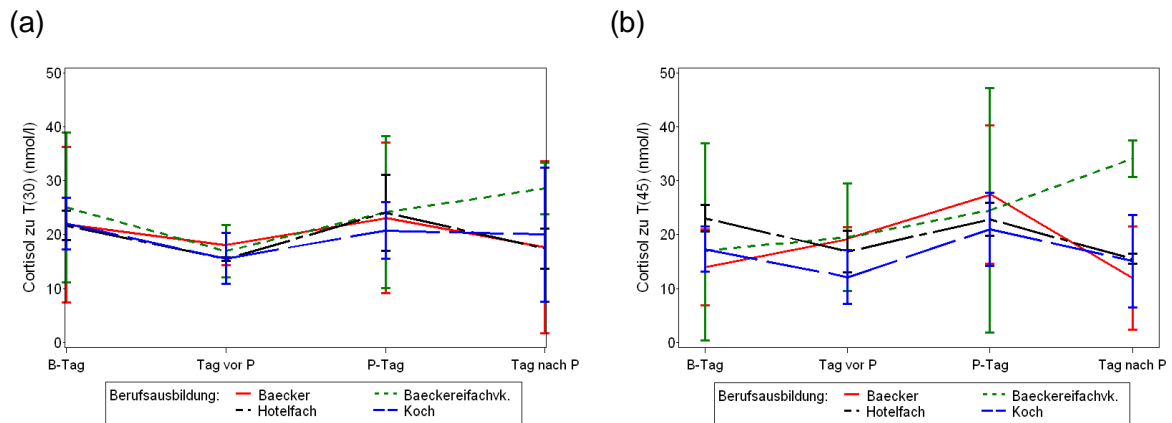 (a)
Cortisol zu T(30) (nmol/l)
50
40
30
20
10
0
B-Tag Tag vor P P-Tag Tag nach P
Berufsausbildung: Baecker Baeckereifachvk.
Hotelfach Koch
(b)
Cortisol zu T(45) (nmol/l)
50
40
30
20
10
0
B-Tag Tag vor P P-Tag Tag nach P
Berufsausbildung: Baecker Baeckereifachvk.
Hotelfach Koch